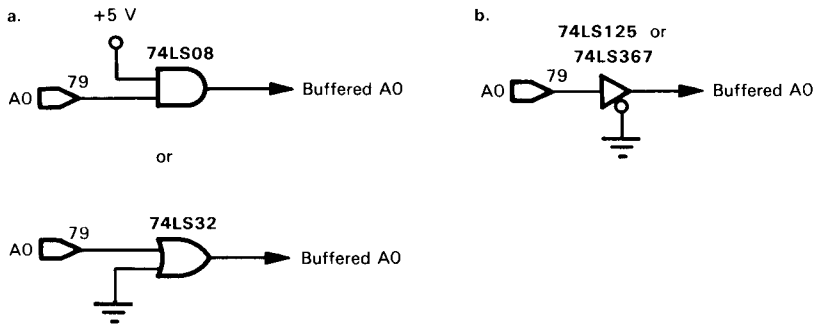 a.
+5 V
74LS08
79
A0
Buffered A0
or
74LS32
79
A0
Buffered A0
b.
74LS125 or
74LS367
79
A0
Buffered A0